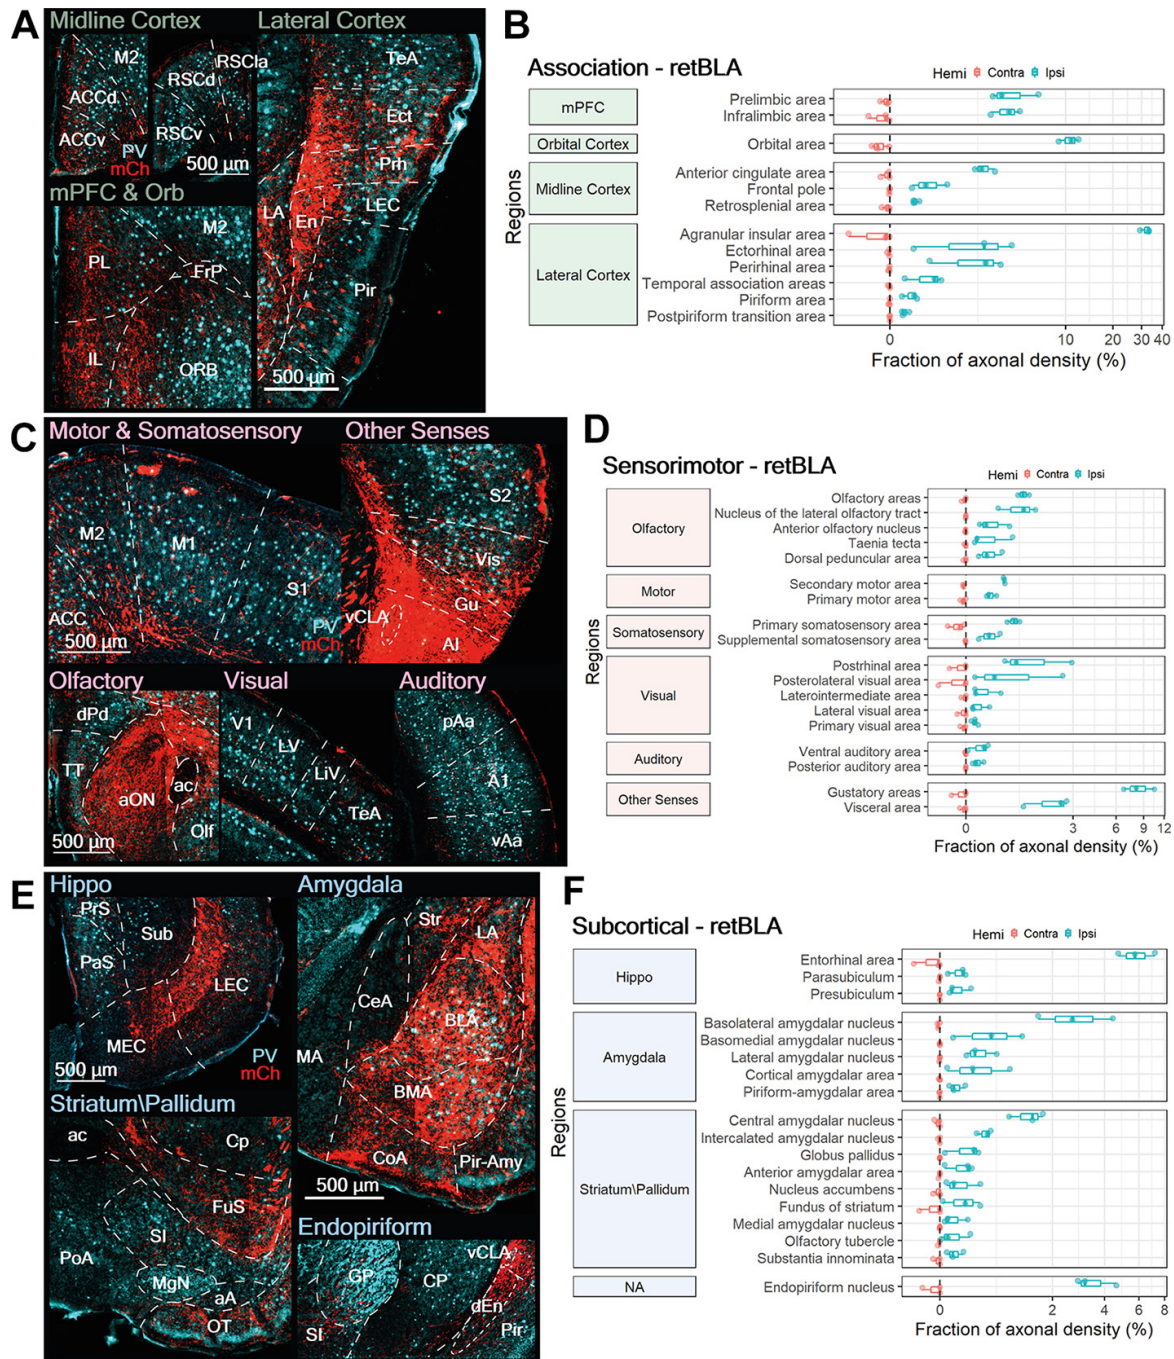 A
Midline Cortex
Lateral Cortex
M2
RSCla
RSCd
ACCd
ACCv
RSCv
PV
mCh
500 µm
TeA
Ect
Prh
LEC
LA
En
Pir
500 µm
mPFC & Orb
M2
PL
FrP
IL
ORB
B
Association - retBLA
Hemi Contra Ipsi
Regions
mPFC
Prelimbic area
Infralimbic area
Orbital Cortex
Orbital area
Midline Cortex
Anterior cingulate area
Frontal pole
Retrosplenial area
Lateral Cortex
Agranular insular area
Ectorhinal area
Perirhinal area
Temporal association areas
Piriform area
Postpiriform transition area
0 10 20 30 40
Fraction of axonal density (%)
C
Motor & Somatosensory
Other Senses
M2
M1
S1
ACC
PV
mCh
500 µm
S2
Vis
Gu
vCLA
AI
Olfactory
Visual
Auditory
dPd
TT
aON
ac
Olf
500 µm
V1
LV
LiV
TeA
pAa
A1
vAa
D
Sensorimotor - retBLA
Hemi Contra Ipsi
Regions
Olfactory
Olfactory areas
Nucleus of the lateral olfactory tract
Anterior olfactory nucleus
Taenia tecta
Dorsal peduncular area
Motor
Secondary motor area
Primary motor area
Somatosensory
Primary somatosensory area
Supplemental somatosensory area
Visual
Postrhinal area
Posterolateral visual area
Laterointermediate area
Lateral visual area
Primary visual area
Auditory
Ventral auditory area
Posterior auditory area
Other Senses
Gustatory areas
Visceral area
0 3 6 9 12
Fraction of axonal density (%)
E
Hippo
Amygdala
PrS
PaS
Sub
LEC
MEC
PV
mCh
500 µm
Str
LA
CeA
BLA
MA
BMA
CoA
Pir-Amy
500 µm
Striatum\Pallidum
ac
Cp
FuS
SI
PoA
MgN
aA
OT
Endopiriform
vCLA
GP
CP
dEn
SI
Pir
F
Subcortical - retBLA
Hemi Contra Ipsi
Regions
Hippo
Entorhinal area
Parasubiculum
Presubiculum
Amygdala
Basolateral amygdalar nucleus
Basomedial amygdalar nucleus
Lateral amygdalar nucleus
Cortical amygdalar area
Piriform-amygdalar area
Striatum\Pallidum
Central amygdalar nucleus
Intercalated amygdalar nucleus
Globus pallidus
Anterior amygdalar area
Nucleus accumbens
Fundus of striatum
Medial amygdalar nucleus
Olfactory tubercle
Substantia innominata
NA
Endopiriform nucleus
0 2 4 6 8
Fraction of axonal density (%)